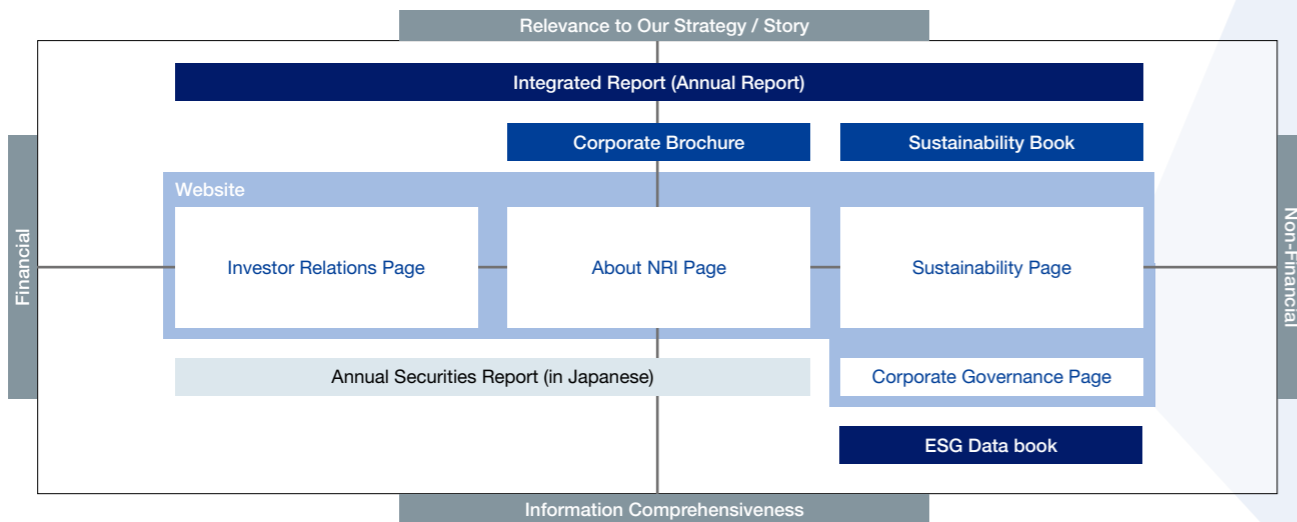 Relevance to Our Strategy / Story
Integrated Report (Annual Report)
Corporate Brochure
Sustainability Book
Website
Financial
Investor Relations Page
About NRI Page
Sustainability Page
Non-Financial
Annual Securities Report (in Japanese)
Corporate Governance Page
ESG Data book
Information Comprehensiveness